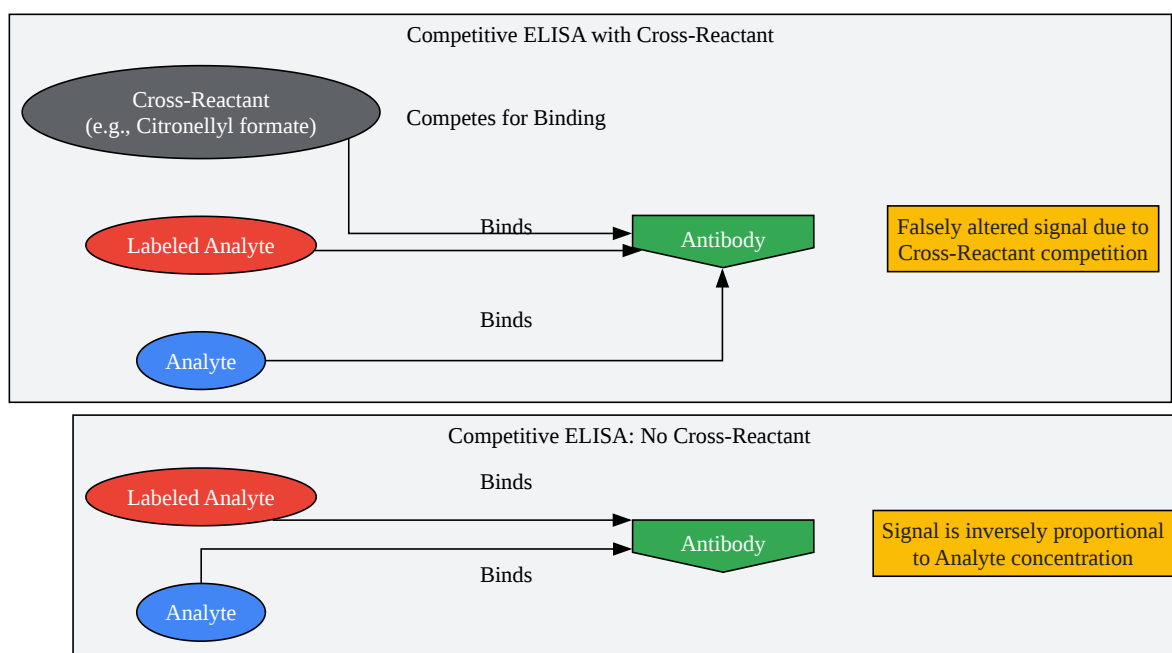 Competitive ELISA with Cross-Reactant
Cross-Reactant
(e.g., Citronellyl formate)
Competes for Binding
Labeled Analyte
Binds
Antibody
Falsely altered signal due to
Cross-Reactant competition
Binds
Analyte
Competitive ELISA: No Cross-Reactant
Labeled Analyte
Binds
Antibody
Signal is inversely proportional
to Analyte concentration
Binds
Analyte